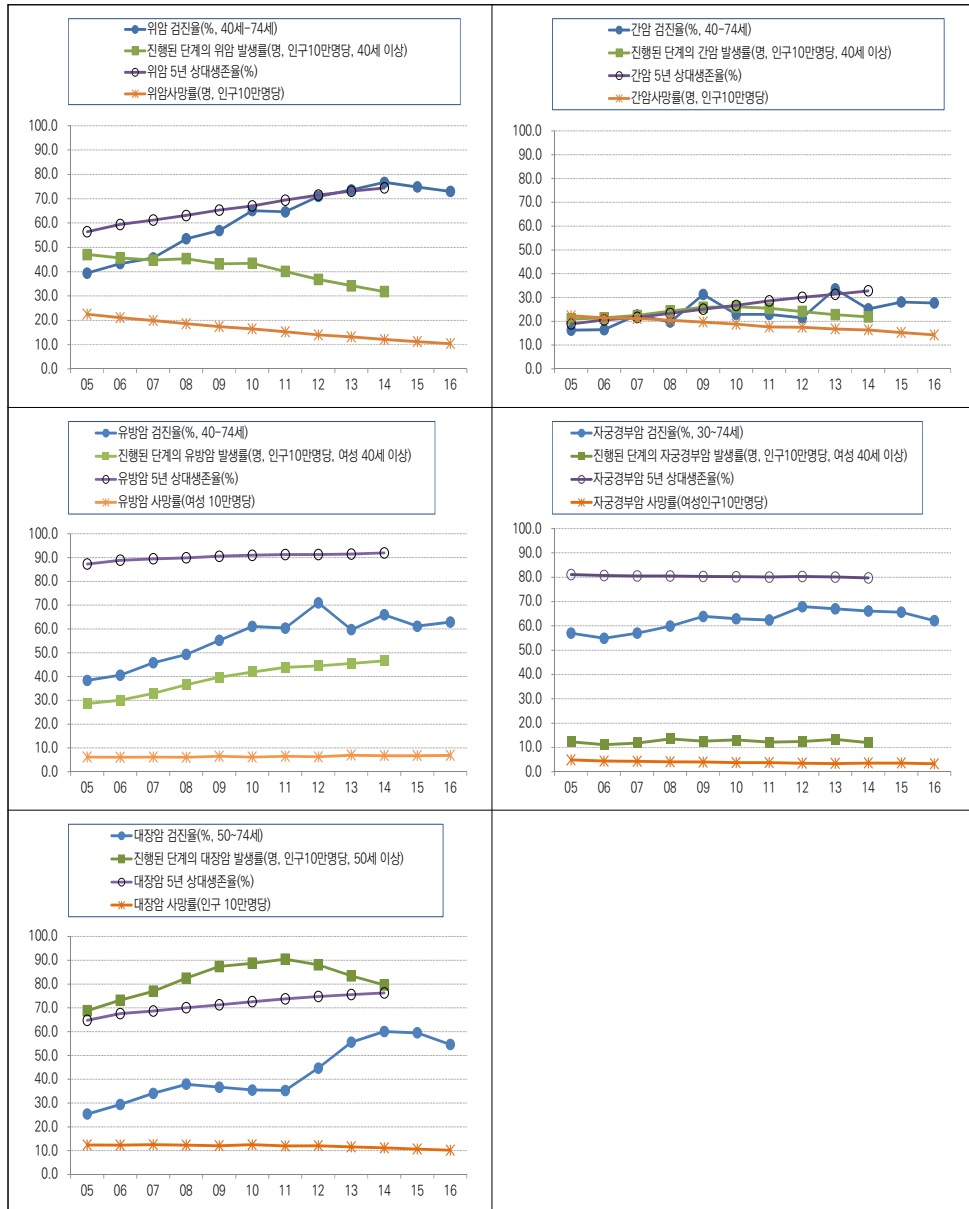 위암 검진율(%, 40세-74세)
진행된 단계의 위암 발생률(명, 인구10만명당, 40세 이상)
위암 5년 상대생존율(%)
위암사망률(명, 인구10만명당)
100.0
90.0
80.0
70.0
60.0
50.0
40.0
30.0
20.0
10.0
0.0
05 06 07 08 09 10 11 12 13 14 15 16
간암 검진율(%, 40-74세)
진행된 단계의 간암 발생률(명, 인구10만명당, 40세 이상)
간암 5년 상대생존율(%)
간암사망률(명, 인구10만명당)
100.0
90.0
80.0
70.0
60.0
50.0
40.0
30.0
20.0
10.0
0.0
05 06 07 08 09 10 11 12 13 14 15 16
유방암 검진율(%, 40-74세)
진행된 단계의 유방암 발생률(명, 인구10만명당, 여성 40세 이상)
유방암 5년 상대생존율(%)
유방암 사망률(여성 10만명당)
100.0
90.0
80.0
70.0
60.0
50.0
40.0
30.0
20.0
10.0
0.0
05 06 07 08 09 10 11 12 13 14 15 16
자궁경부암 검진율(%, 30~74세)
진행된 단계의 자궁경부암 발생률(명, 인구10만명당, 여성 40세 이상)
자궁경부암 5년 상대생존율(%)
자궁경부암 사망률(여성인구10만명당)
100.0
90.0
80.0
70.0
60.0
50.0
40.0
30.0
20.0
10.0
0.0
05 06 07 08 09 10 11 12 13 14 15 16
대장암 검진율(%, 50~74세)
진행된 단계의 대장암 발생률(명, 인구10만명당, 50세 이상)
대장암 5년 상대생존율(%)
대장암 사망률(인구 10만명당)
100.0
90.0
80.0
70.0
60.0
50.0
40.0
30.0
20.0
10.0
0.0
05 06 07 08 09 10 11 12 13 14 15 16